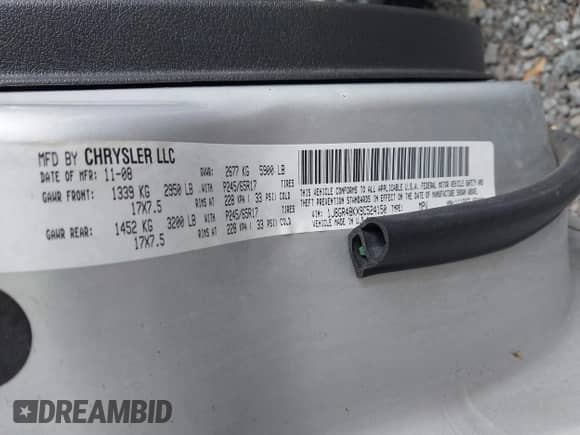 MFD BY CHRYSLER LLC
DATE OF MFR: 11-08 GVWR: 2677 KG 5900 LB
GAWR FRONT: 1339 KG 2950 LB WITH P245/65R17 TIRES
17X7.5 RIMS AT 228 KPA ( 33 PSI) COLD
GAWR REAR: 1452 KG 3200 LB WITH P245/65R17 TIRES
17X7.5 RIMS AT 228 KPA ( 33 PSI) COLD
THIS VEHICLE CONFORMS TO ALL APPLICABLE U.S.A. FEDERAL MOTOR VEHICLE SAFETY AND
THEFT PREVENTION STANDARDS IN EFFECT ON THE DATE OF MANUFACTURE SHOWN ABOVE.
VIN: 1J8GR48KX9C524150 TYPE: MPV
VEHICLE MADE IN U.S
DREAMBID